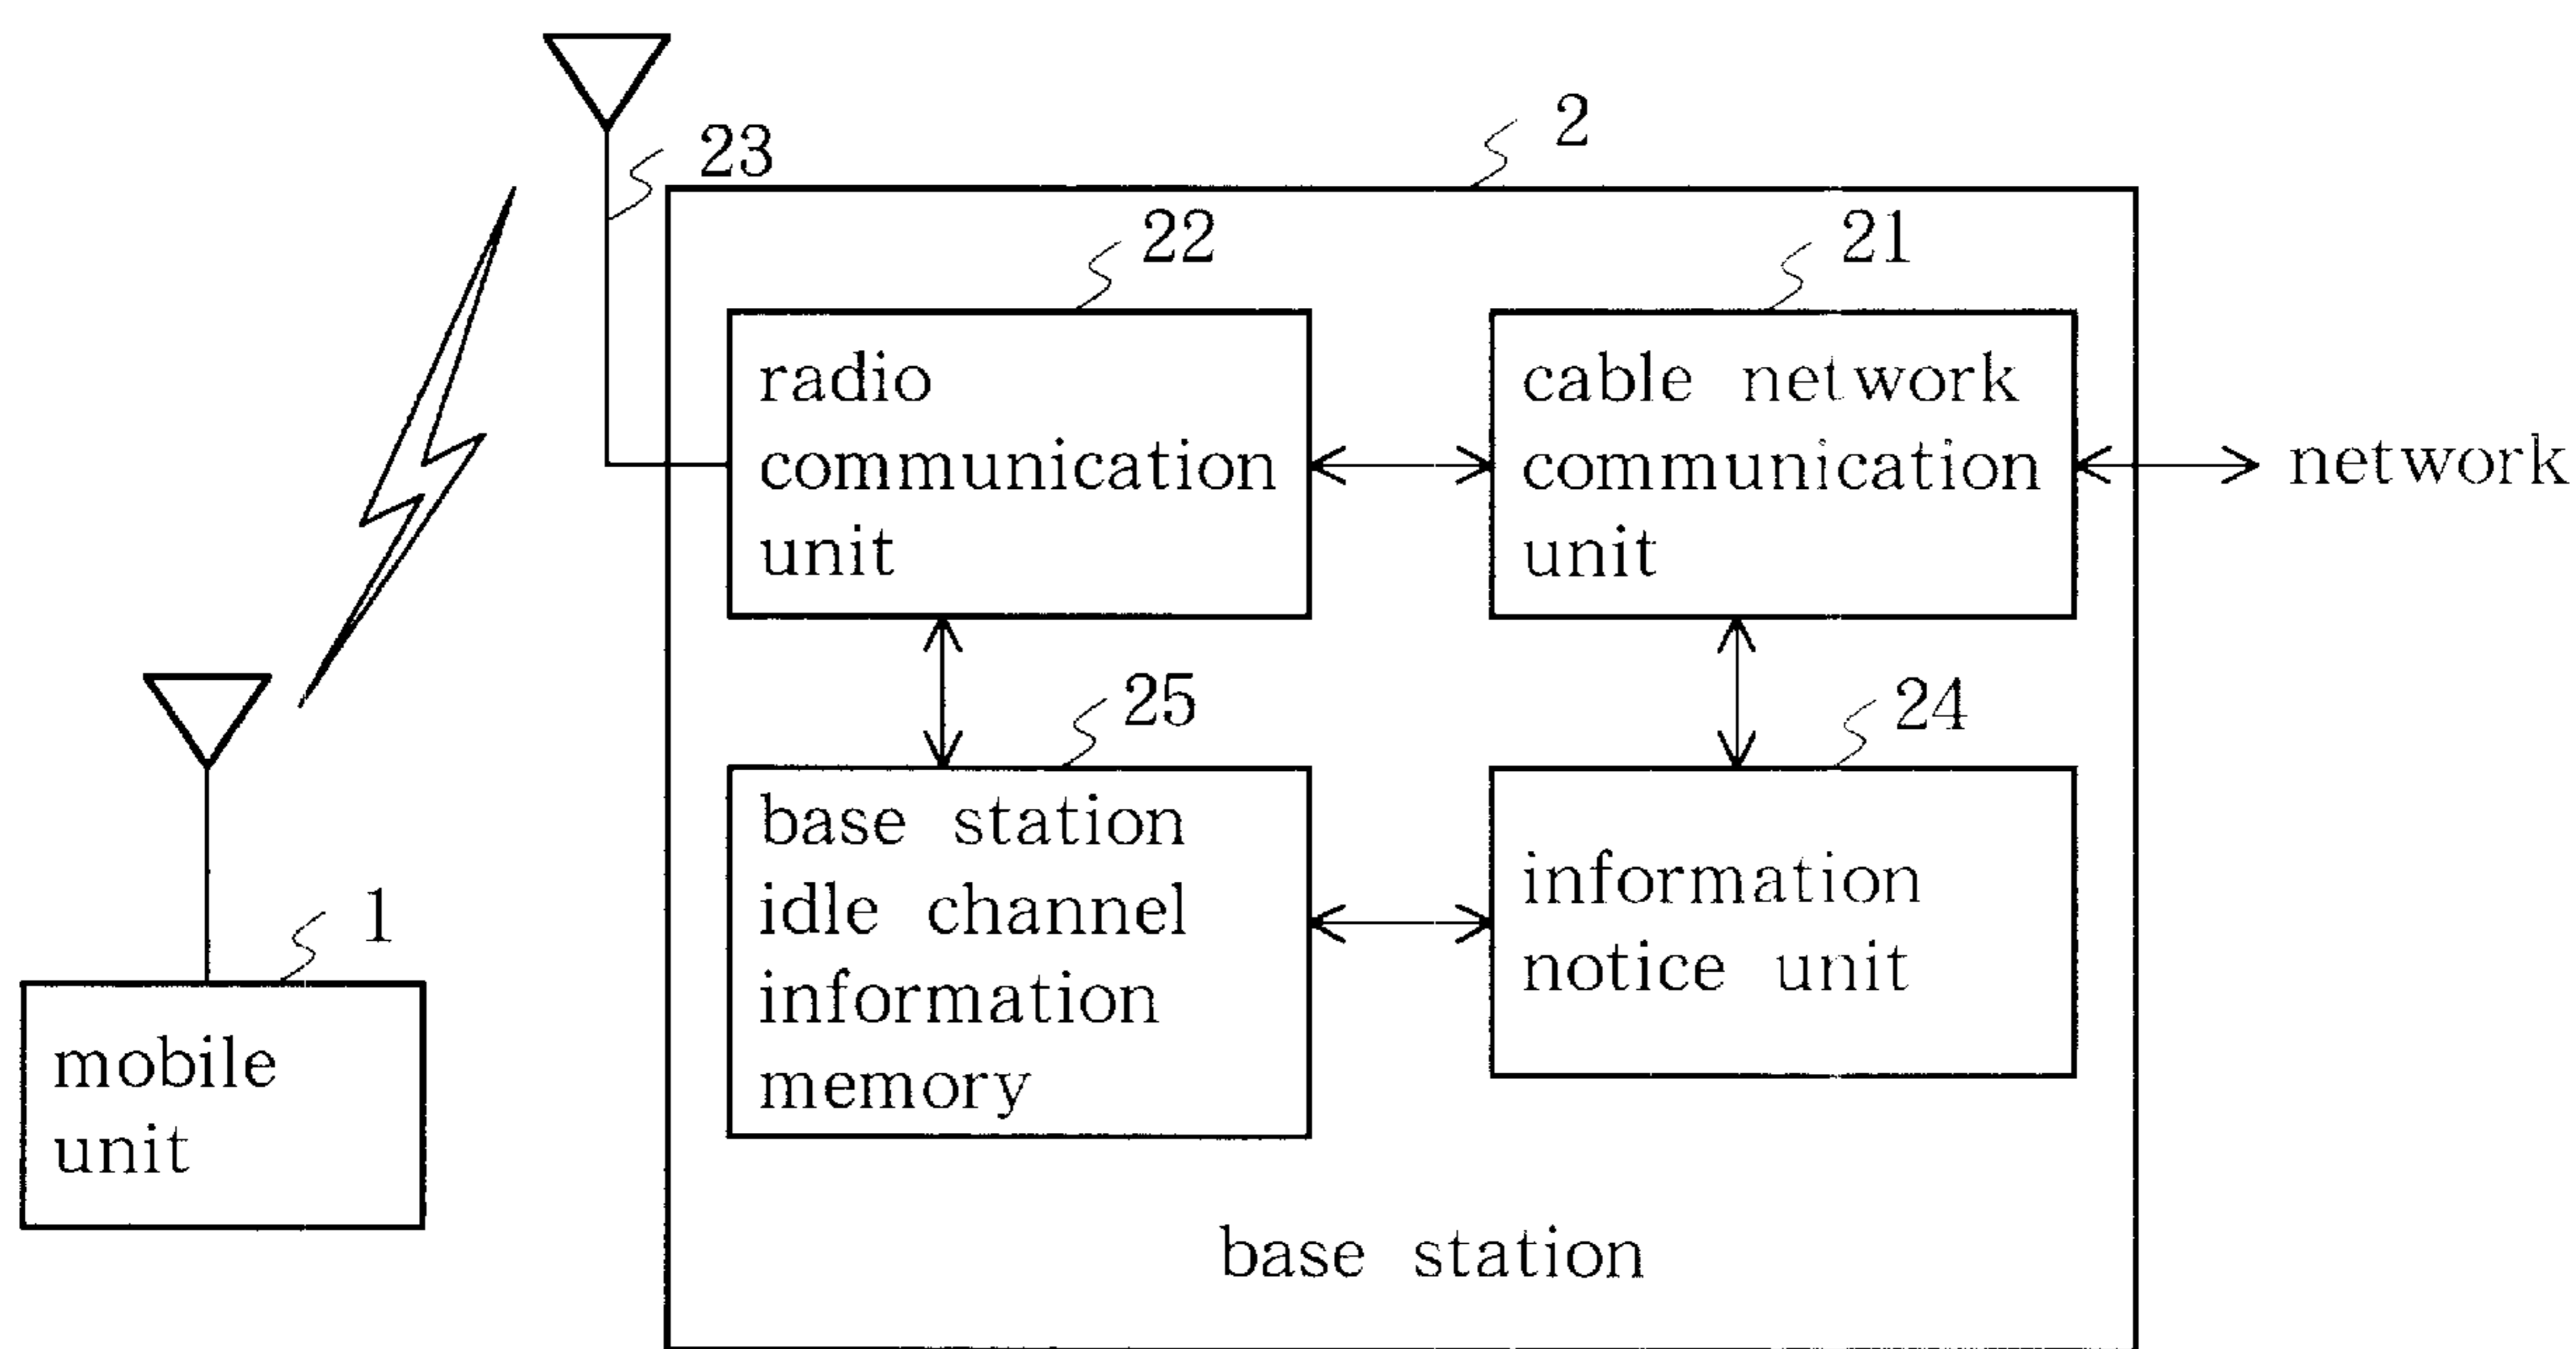 2
23
22
21
radio
communication
unit
cable network
communication
unit
network
25
24
base station
idle channel
information
memory
information
notice unit
1
mobile
unit
base station